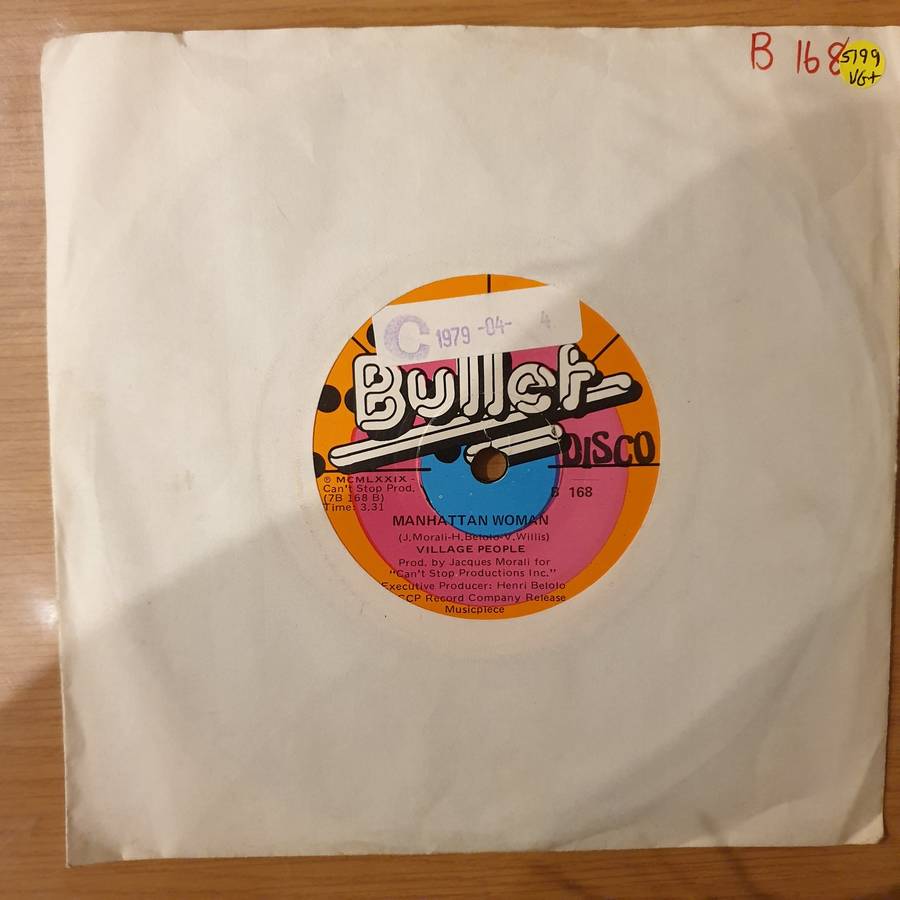 B 168
5799
VG+
C 1979 -04- 4
Bullet
DISCO
℗ MCMLXXIX -
Can't Stop Prod.
(7B 168 B)
Time: 3.31
B 168
MANHATTAN WOMAN
(J.Morali-H.Belolo-V.Willis)
VILLAGE PEOPLE
Prod. by Jacques Morali for
"Can't Stop Productions Inc."
Executive Producer: Henri Belolo
CCP Record Company Release
Musicpiece